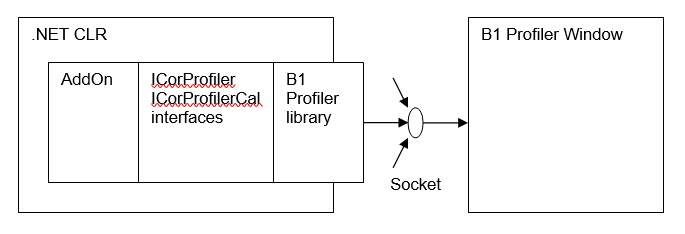 .NET CLR
B1 Profiler Window
AddOn
ICorProfiler
ICorProfilerCal
interfaces
B1
Profiler
library
Socket